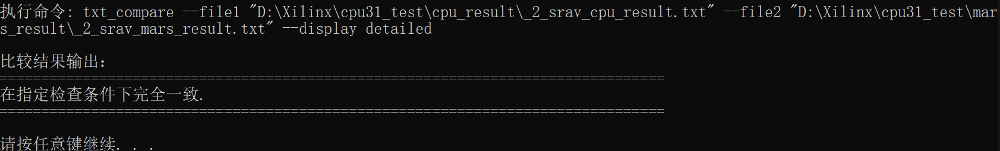 执行命令: txt_compare --file1 "D:\Xilinx\cpu31_test\cpu_result\_2_srav_cpu_result.txt" --file2 "D:\Xilinx\cpu31_test\mar
s_result\_2_srav_mars_result.txt" --display detailed
比较结果输出:
================================================================================
在指定检查条件下完全一致.
================================================================================
请按任意键继续. . .